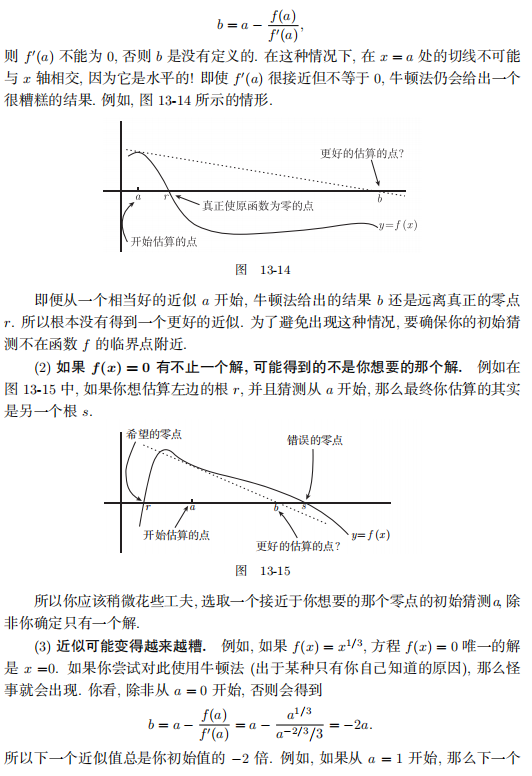 b = a − f(a)/f′(a),
则 f′(a) 不能为 0, 否则 b 是没有定义的. 在这种情况下, 在 x = a 处的切线不可能
与 x 轴相交, 因为它是水平的! 即使 f′(a) 很接近但不等于 0, 牛顿法仍会给出一个
很糟糕的结果. 例如, 图 13-14 所示的情形.
更好的估算的点?
a
r
b
真正使原函数为零的点
y=f(x)
开始估算的点
图 13-14
即便从一个相当好的近似 a 开始, 牛顿法给出的结果 b 还是远离真正的零点
r. 所以根本没有得到一个更好的近似. 为了避免出现这种情况, 要确保你的初始猜
测不在函数 f 的临界点附近.
(2) 如果 f(x) = 0 有不止一个解, 可能得到的不是你想要的那个解. 例如在
图 13-15 中, 如果你想估算左边的根 r, 并且猜测从 a 开始, 那么最终你估算的其实
是另一个根 s.
希望的零点
错误的零点
r
a
b
s
开始估算的点
y=f(x)
更好的估算的点?
图 13-15
所以你应该稍微花些工夫, 选取一个接近于你想要的那个零点的初始猜测a, 除
非你确定只有一个解.
(3) 近似可能变得越来越糟. 例如, 如果 f(x) = x^{1/3}, 方程 f(x) = 0 唯一的解
是 x =0. 如果你尝试对此使用牛顿法 (出于某种只有你自己知道的原因), 那么怪
事就会出现. 你看, 除非从 a = 0 开始, 否则会得到
b = a − f(a)/f′(a) = a − a^{1/3}/(a^{−2/3}/3) = −2a.
所以下一个近似值总是你初始值的 −2 倍. 例如, 如果从 a = 1 开始, 那么下一个